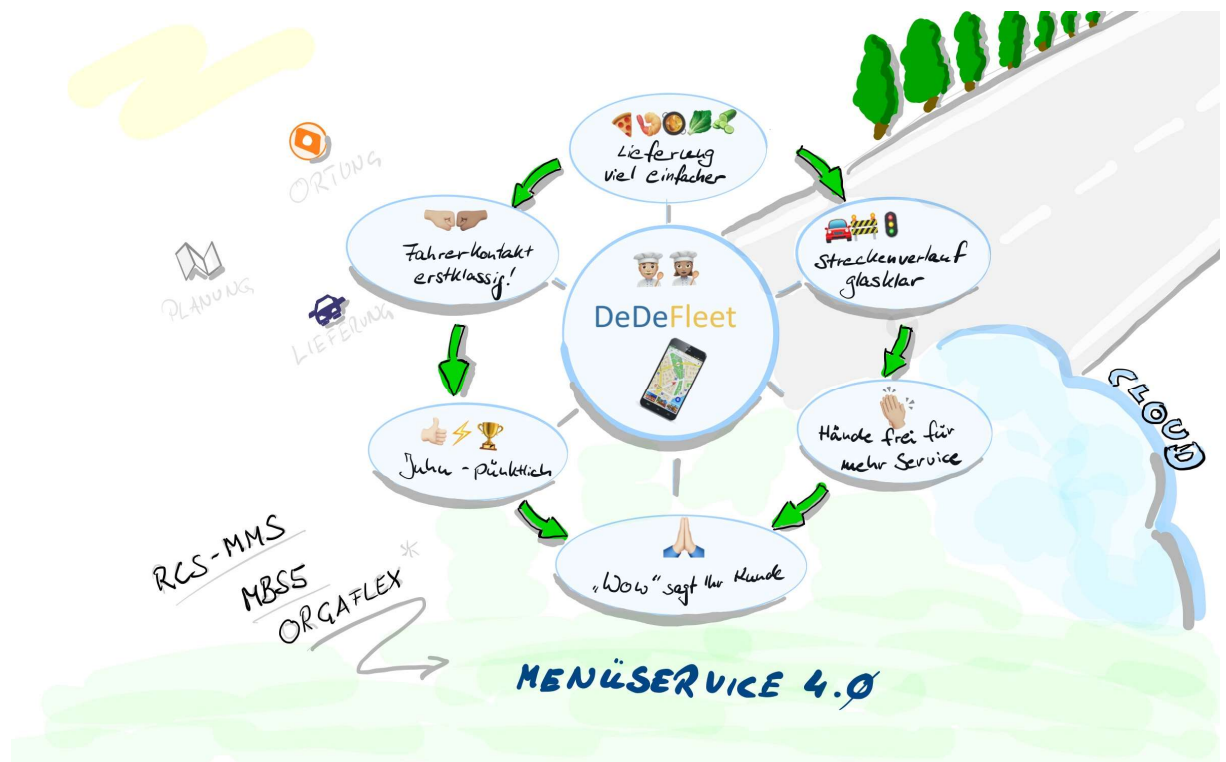 ORTUNG
PLANUNG
LIEFERUNG
Lieferung
viel einfacher
Fahrerkontakt
erstklassig!
Streckenverlauf
glasklar
DeDeFleet
Juhu - pünktlich
Hände frei für
mehr Service
„Wow“ sagt Ihr Kunde
CLOUD
RCS-MMS
MBS5
ORGAFLEX*
MENÜSERVICE 4.0